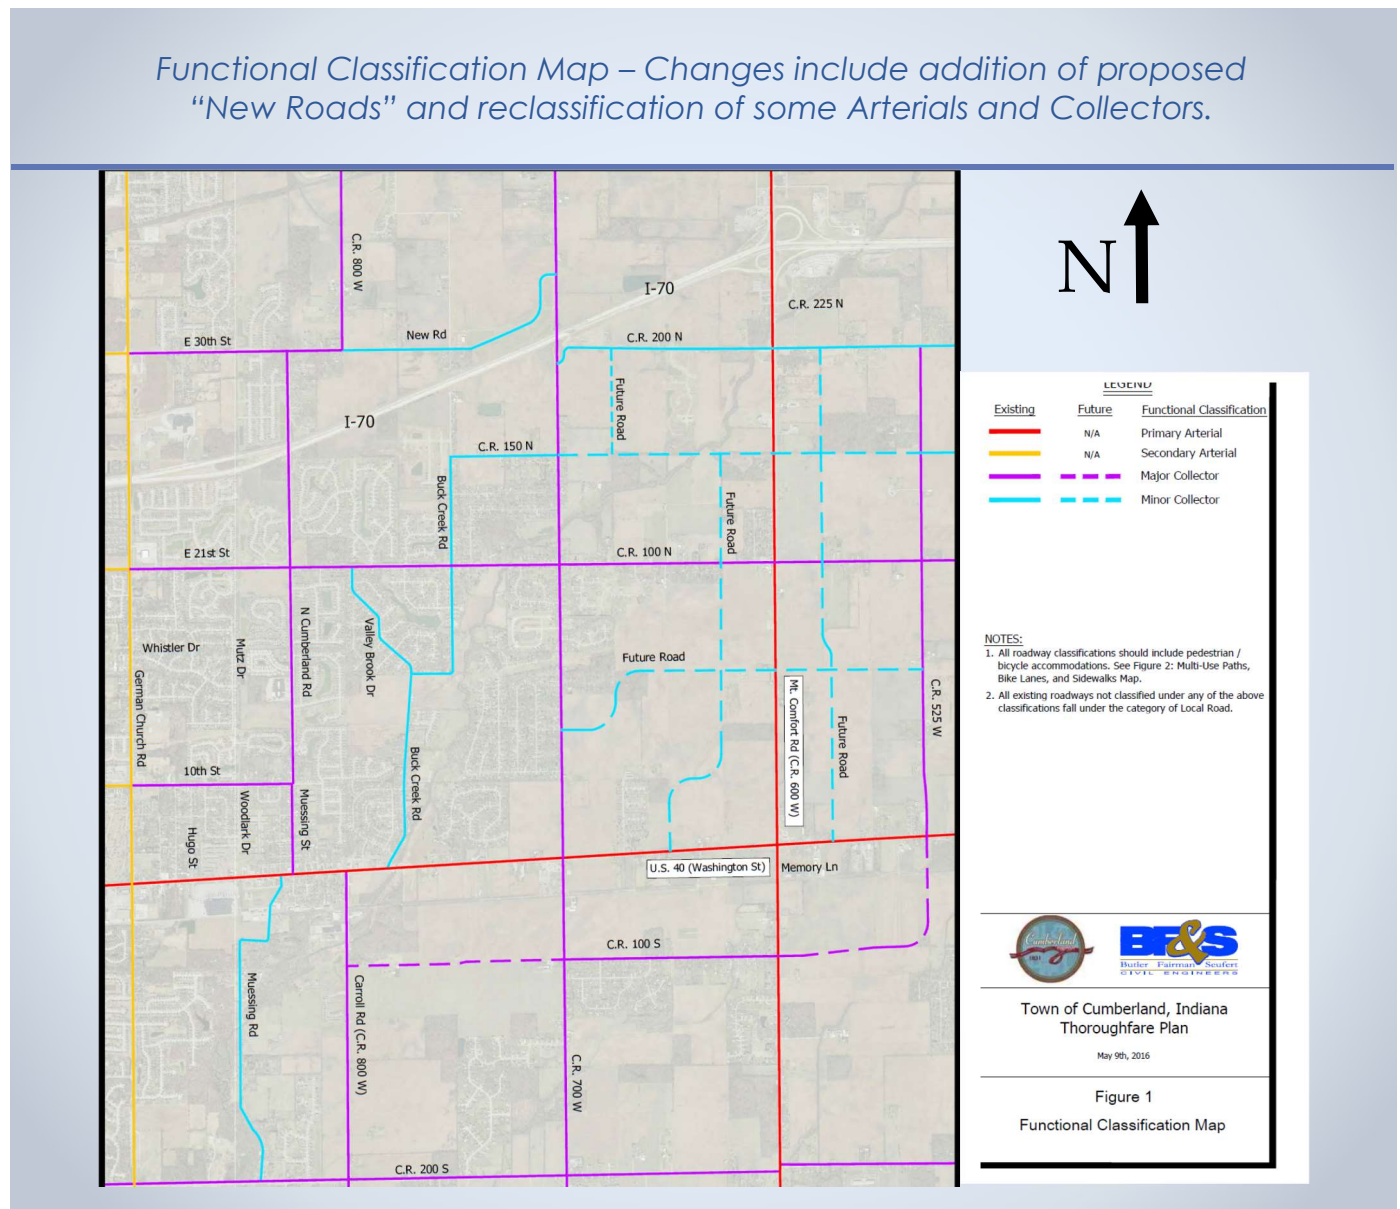 Functional Classification Map – Changes include addition of proposed
“New Roads” and reclassification of some Arterials and Collectors.
N
C.R. 800 W
I-70
C.R. 225 N
New Rd
C.R. 200 N
E 30th St
Future Road
I-70
C.R. 150 N
Buck Creek Rd
Future Road
E 21st St
C.R. 100 N
N Cumberland Rd
Valley Brook Dr
Whistler Dr
Mutz Dr
Future Road
German Church Rd
Mt. Comfort Rd (C.R. 600 W)
C.R. 525 W
Future Road
Buck Creek Rd
10th St
Woodlark Dr
Muessing St
Hugo St
U.S. 40 (Washington St)
Memory Ln
C.R. 100 S
Muessing Rd
Carroll Rd (C.R. 800 W)
C.R. 700 W
C.R. 200 S
LEGEND
Existing Future Functional Classification
N/A Primary Arterial
N/A Secondary Arterial
Major Collector
Minor Collector
NOTES:
1. All roadway classifications should include pedestrian /
bicycle accommodations. See Figure 2: Multi-Use Paths,
Bike Lanes, and Sidewalks Map.
2. All existing roadways not classified under any of the above
classifications fall under the category of Local Road.
Cumberland
BF&S
Butler Fairman Seufert
CIVIL ENGINEERS
Town of Cumberland, Indiana
Thoroughfare Plan
May 9th, 2016
Figure 1
Functional Classification Map